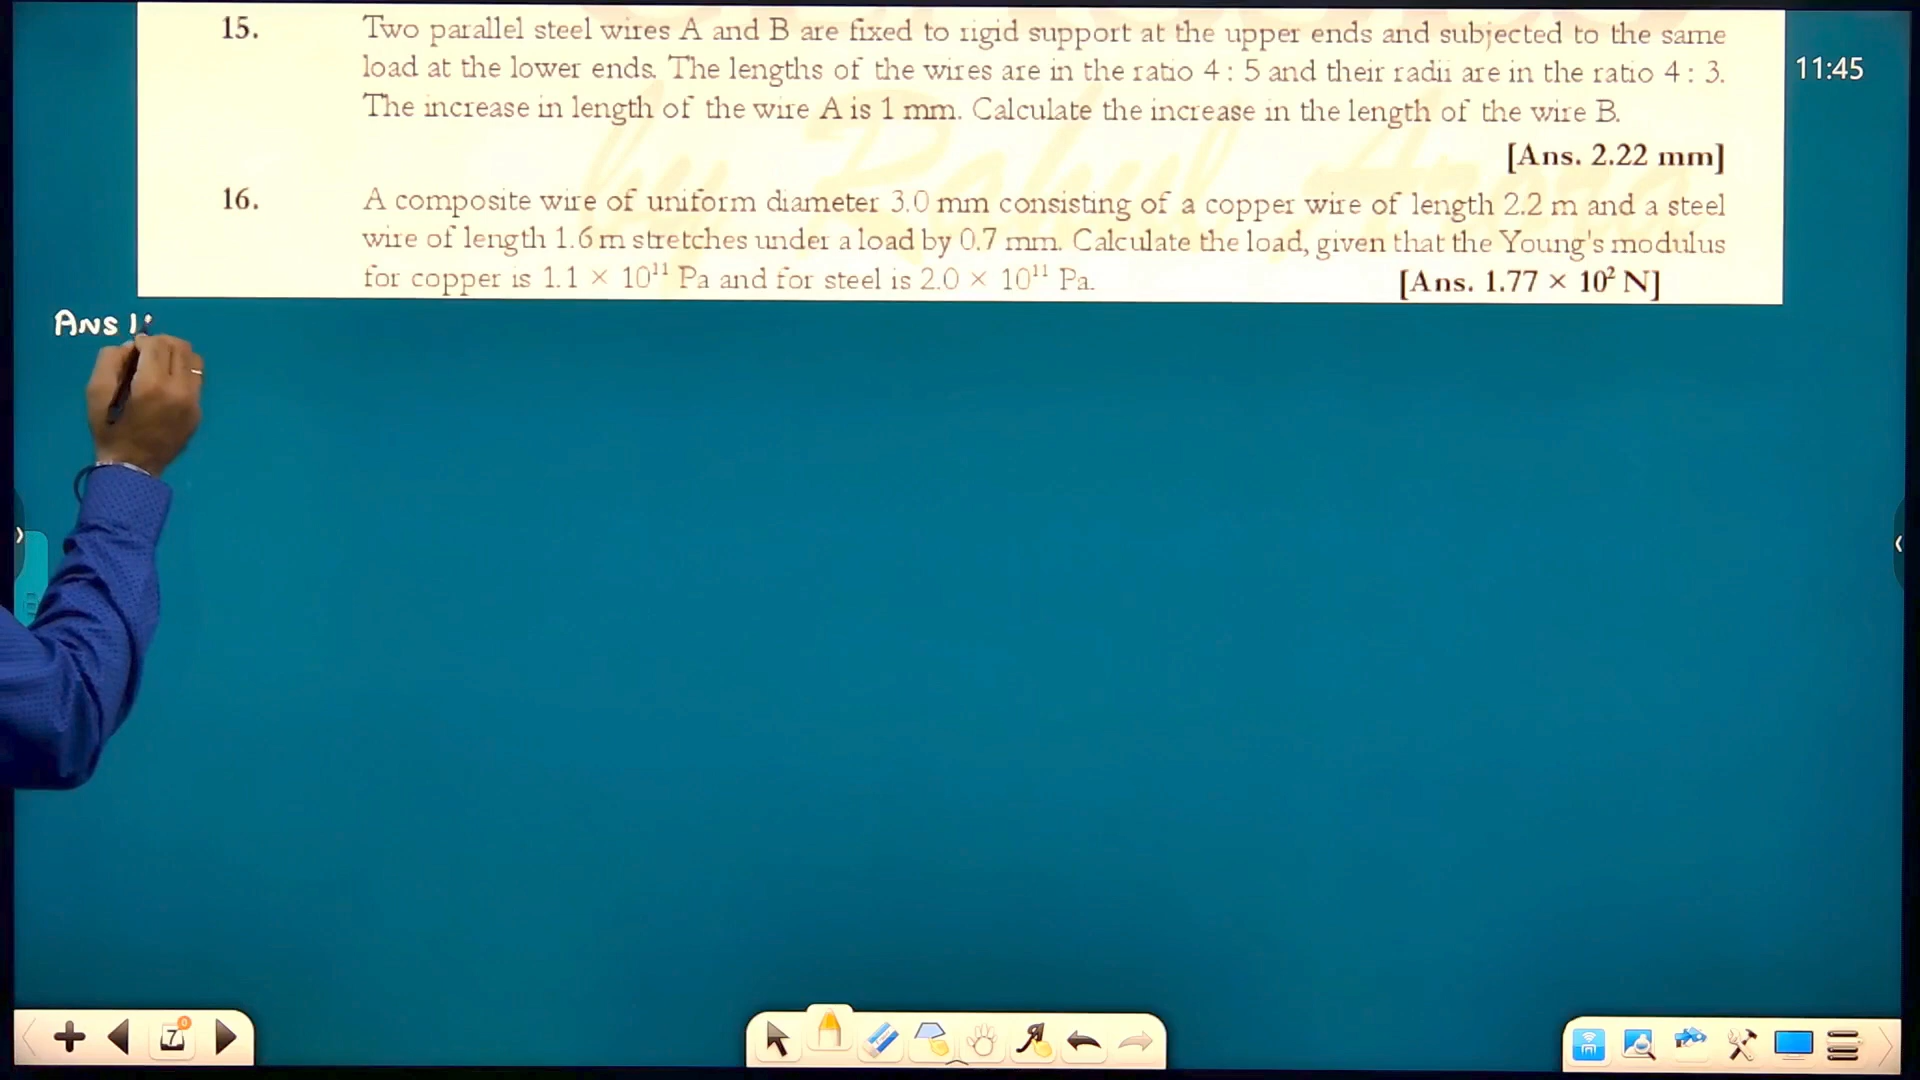 15. Two parallel steel wires A and B are fixed to rigid support at the upper ends and subjected to the same
load at the lower ends. The lengths of the wires are in the ratio 4 : 5 and their radii are in the ratio 4 : 3.
The increase in length of the wire A is 1 mm. Calculate the increase in the length of the wire B.
[Ans. 2.22 mm]
16. A composite wire of uniform diameter 3.0 mm consisting of a copper wire of length 2.2 m and a steel
wire of length 1.6 m stretches under a load by 0.7 mm. Calculate the load, given that the Young's modulus
for copper is 1.1 × 10¹¹ Pa and for steel is 2.0 × 10¹¹ Pa.
[Ans. 1.77 × 10² N]
11:45
Ans
7
0